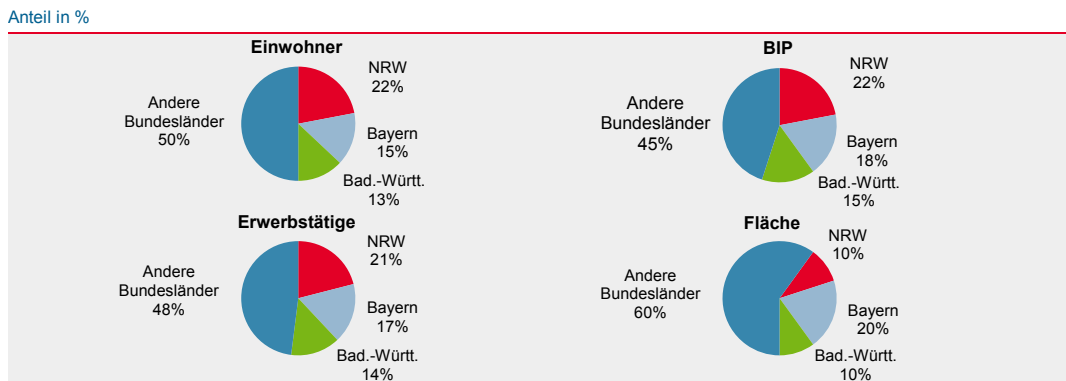 Anteil in %
Einwohner
NRW
22%
Andere
Bundesländer
50%
Bayern
15%
Bad.-Württ.
13%
BIP
NRW
22%
Andere
Bundesländer
45%
Bayern
18%
Bad.-Württ.
15%
Erwerbstätige
NRW
21%
Andere
Bundesländer
48%
Bayern
17%
Bad.-Württ.
14%
Fläche
NRW
10%
Andere
Bundesländer
60%
Bayern
20%
Bad.-Württ.
10%